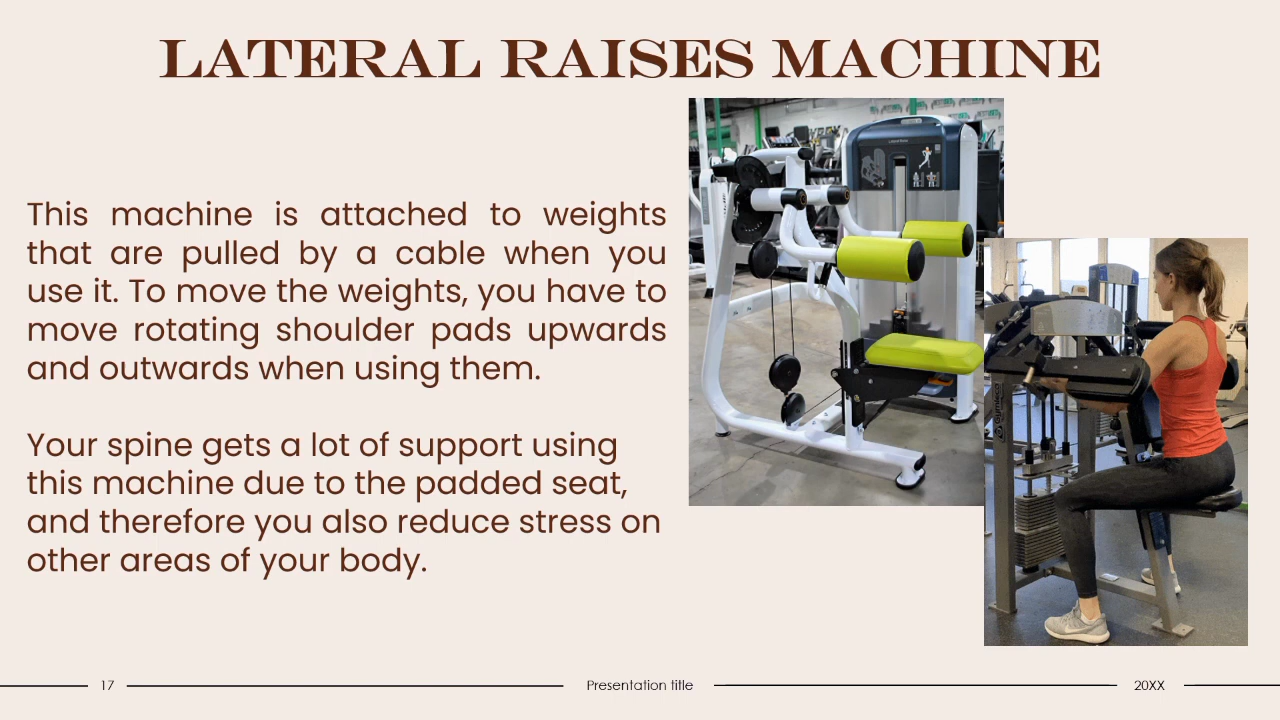 LATERAL RAISES MACHINE
This machine is attached to weights
that are pulled by a cable when you
use it. To move the weights, you have to
move rotating shoulder pads upwards
and outwards when using them.
Your spine gets a lot of support using
this machine due to the padded seat,
and therefore you also reduce stress on
other areas of your body.
17
Presentation title
20XX